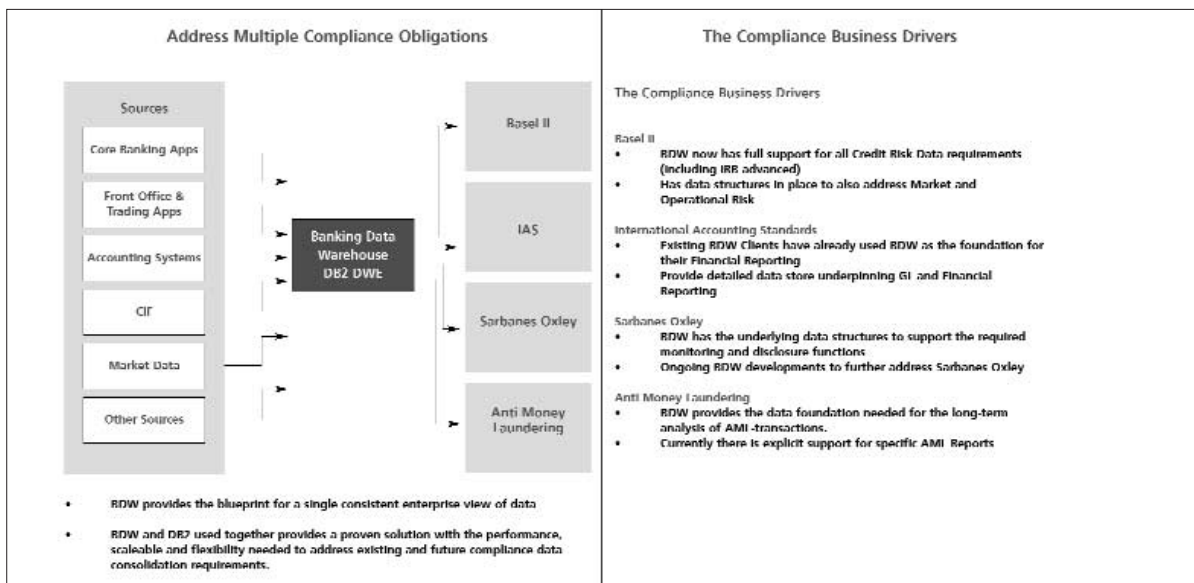 Address Multiple Compliance Obligations
Sources
Core Banking Apps
Front Office &
Trading Apps
Accounting Systems
CIF
Market Data
Other Sources
Banking Data
Warehouse
DB2 DWE
Basel II
IAS
Sarbanes Oxley
Anti Money
Laundering
• BDW provides the blueprint for a single consistent enterprise view of data
• BDW and DB2 used together provides a proven solution with the performance,
scaleable and flexibility needed to address existing and future compliance data
consolidation requirements.
The Compliance Business Drivers
The Compliance Business Drivers
Basel II
• BDW now has full support for all Credit Risk Data requirements
(including IRB advanced)
• Has data structures in place to also address Market and
Operational Risk
International Accounting Standards
• Existing BDW Clients have already used BDW as the foundation for
their Financial Reporting
• Provide detailed data store underpinning GL and Financial
Reporting
Sarbanes Oxley
• BDW has the underlying data structures to support the required
monitoring and disclosure functions
• Ongoing BDW developments to further address Sarbanes Oxley
Anti Money Laundering
• BDW provides the data foundation needed for the long-term
analysis of AML-transactions.
• Currently there is explicit support for specific AML Reports